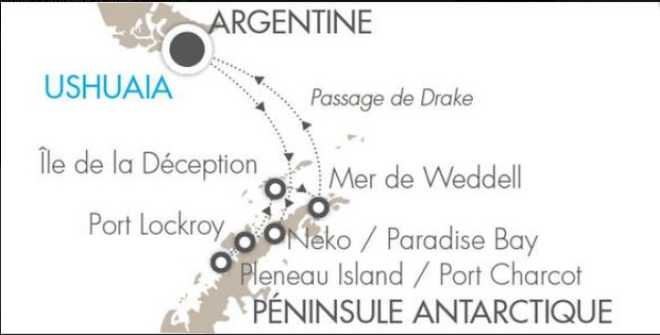 ARGENTINE
USHUAIA
Passage de Drake
Île de la Déception
Mer de Weddell
Port Lockroy
Neko / Paradise Bay
Pleneau Island / Port Charcot
PÉNINSULE ANTARCTIQUE